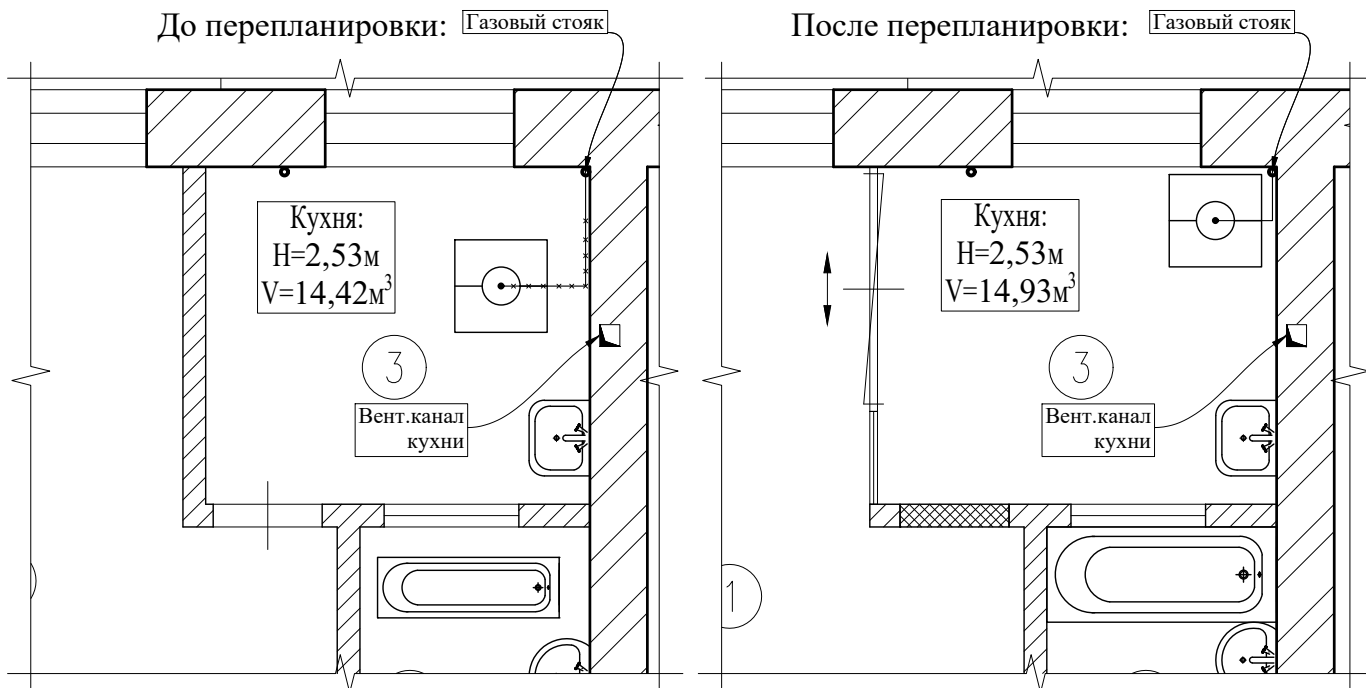 До перепланировки:
Газовый стояк
Кухня:
H=2,53м
V=14,42м³
3
Вент.канал
кухни
После перепланировки:
Газовый стояк
Кухня:
H=2,53м
V=14,93м³
3
Вент.канал
кухни
1